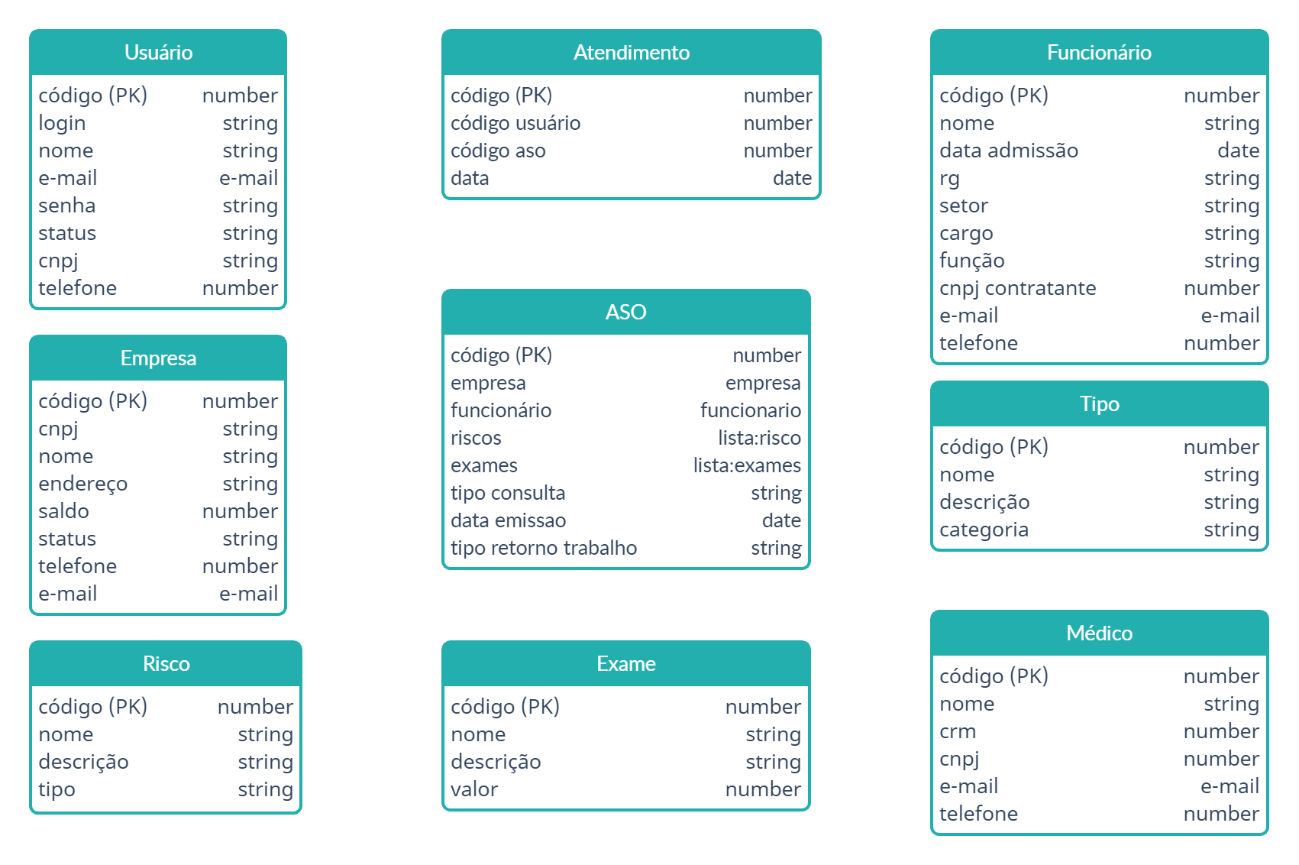 Usuário
código (PK) number
login string
nome string
e-mail e-mail
senha string
status string
cnpj string
telefone number
Empresa
código (PK) number
cnpj string
nome string
endereço string
saldo number
status string
telefone number
e-mail e-mail
Risco
código (PK) number
nome string
descrição string
tipo string
Atendimento
código (PK) number
código usuário number
código aso number
data date
ASO
código (PK) number
empresa empresa
funcionário funcionario
riscos lista:risco
exames lista:exames
tipo consulta string
data emissao date
tipo retorno trabalho string
Exame
código (PK) number
nome string
descrição string
valor number
Funcionário
código (PK) number
nome string
data admissão date
rg string
setor string
cargo string
função string
cnpj contratante number
e-mail e-mail
telefone number
Tipo
código (PK) number
nome string
descrição string
categoria string
Médico
código (PK) number
nome string
crm number
cnpj number
e-mail e-mail
telefone number